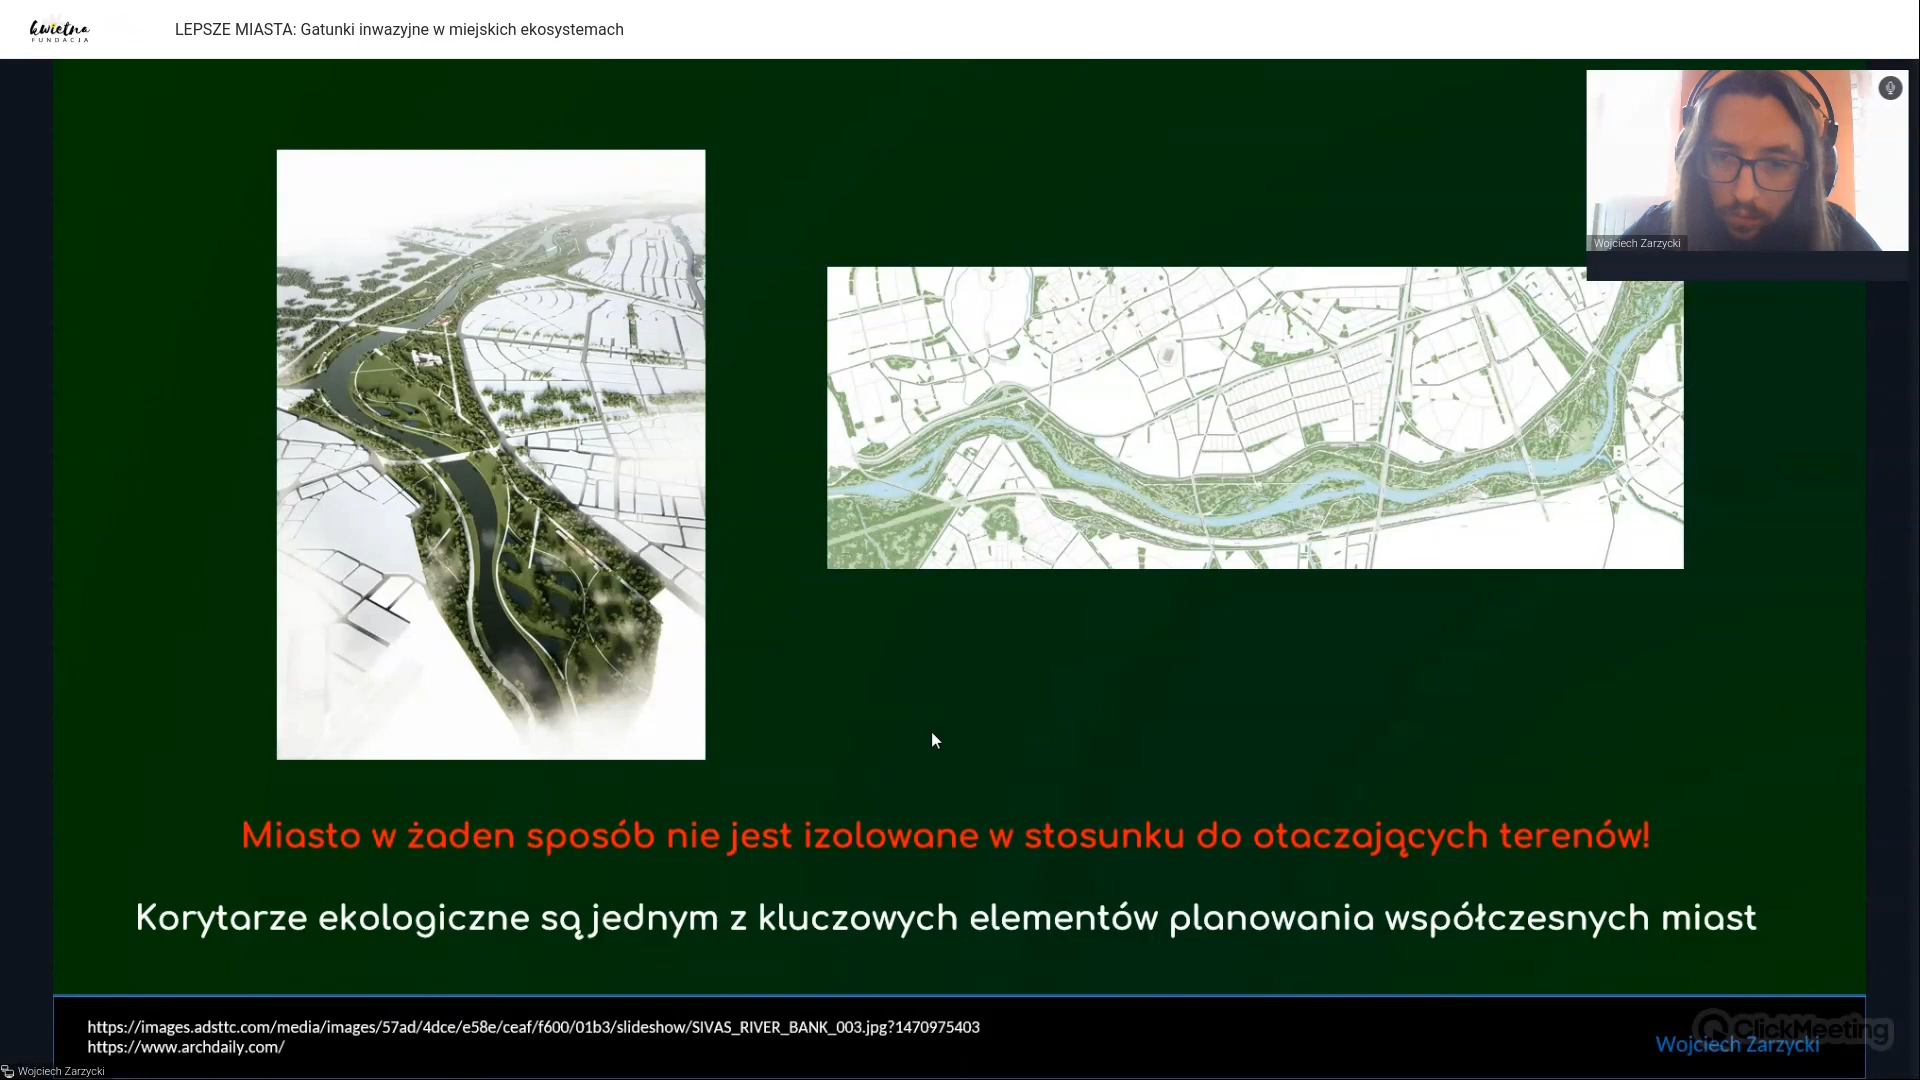 kwietna
FUNDACJA
LEPSZE MIASTA: Gatunki inwazyjne w miejskich ekosystemach
Wojciech Zarzycki
Miasto w żaden sposób nie jest izolowane w stosunku do otaczających terenów!
Korytarze ekologiczne są jednym z kluczowych elementów planowania współczesnych miast
https://images.adsttc.com/media/images/57ad/4dce/e58e/ceaf/f600/01b3/slideshow/SIVAS_RIVER_BANK_003.jpg?1470975403
https://www.archdaily.com/
ClickMeeting
Wojciech Zarzycki
Wojciech Zarzycki